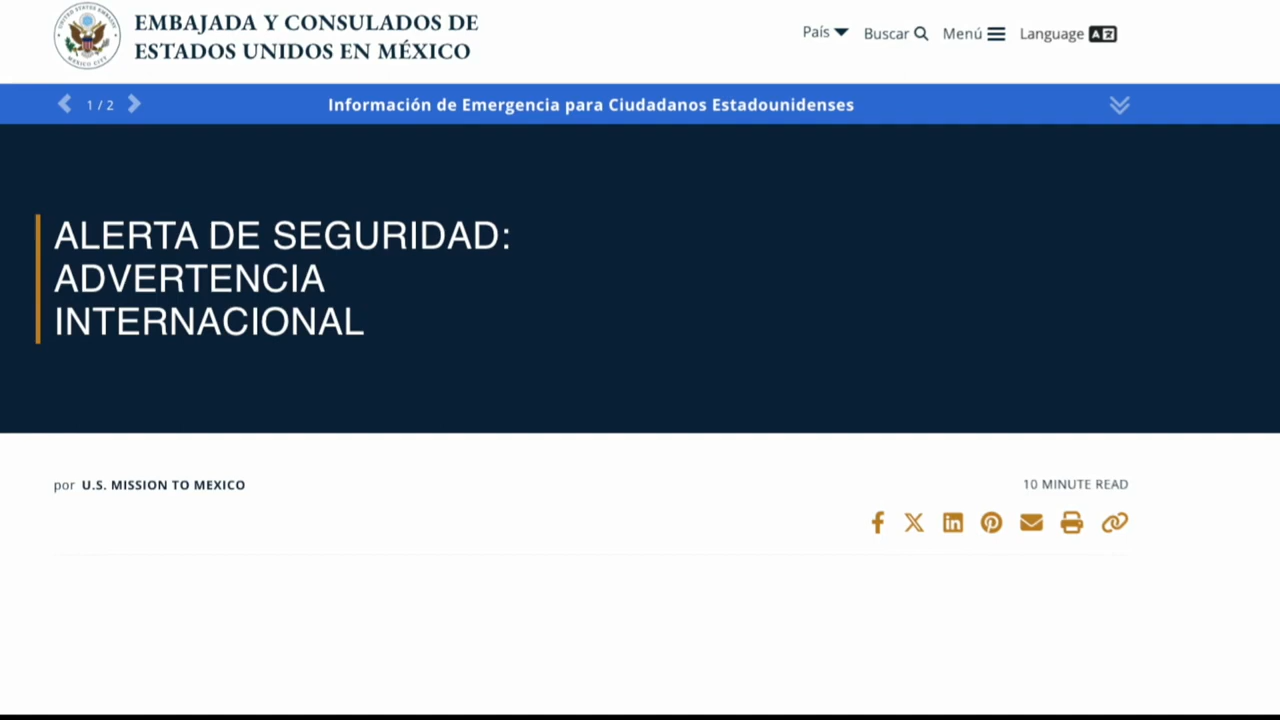 EMBAJADA Y CONSULADOS DE
ESTADOS UNIDOS EN MÉXICO
País Buscar Menú Language
1 / 2
Información de Emergencia para Ciudadanos Estadounidenses
ALERTA DE SEGURIDAD:
ADVERTENCIA
INTERNACIONAL
por U.S. MISSION TO MEXICO
10 MINUTE READ